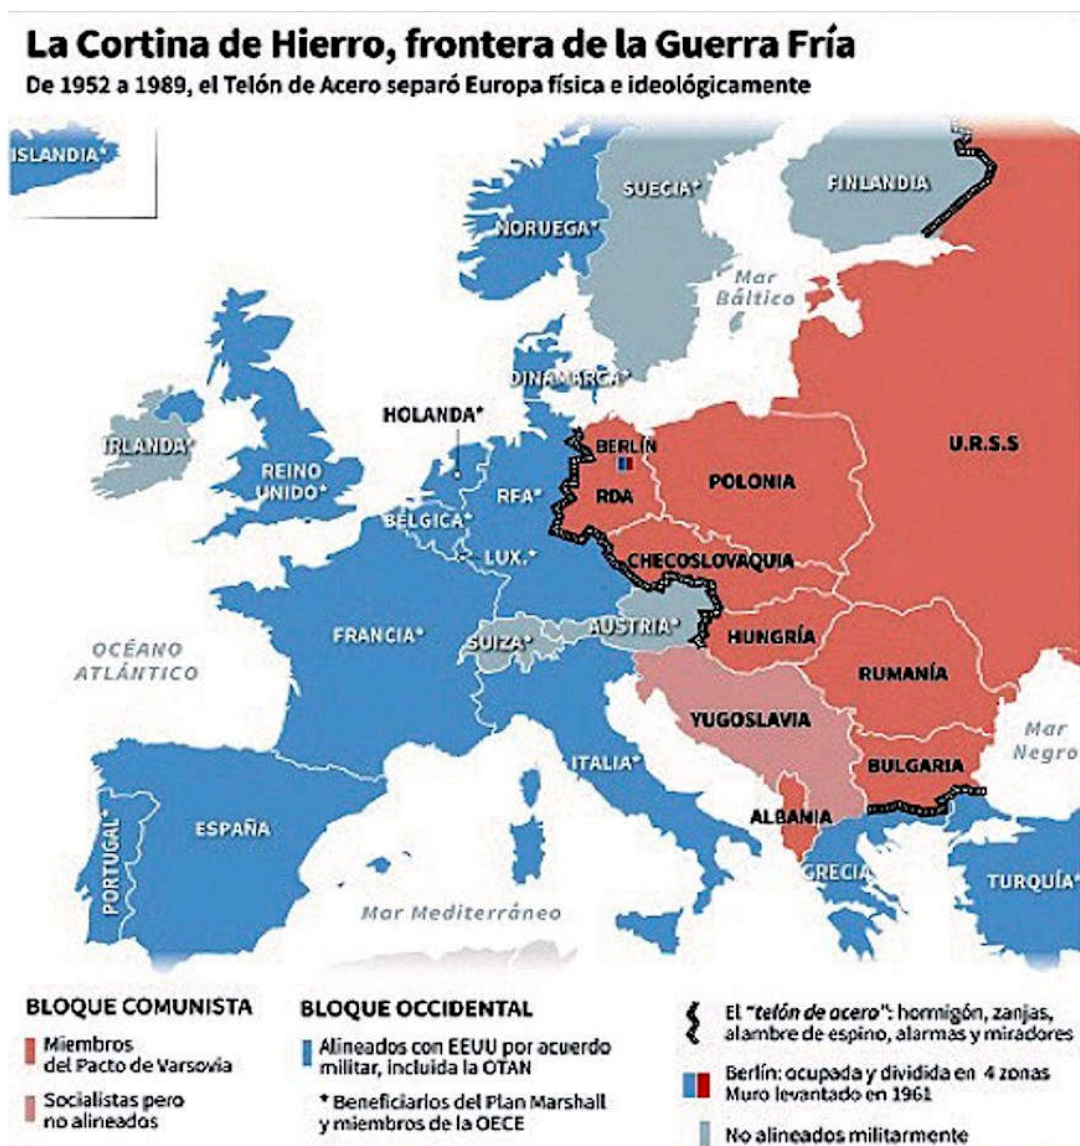 La Cortina de Hierro, frontera de la Guerra Fría
De 1952 a 1989, el Telón de Acero separó Europa física e ideológicamente
ISLANDIA*
SUECIA*
FINLANDIA
NORUEGA*
Mar
Báltico
DINAMARCA*
HOLANDA*
IRLANDA*
REINO
UNIDO*
BERLÍN
U.R.S.S
RFA*
RDA
POLONIA
BÉLGICA*
LUX.*
CHECOSLOVAQUIA
OCÉANO
ATLÁNTICO
FRANCIA*
SUIZA*
AUSTRIA*
HUNGRÍA
RUMANÍA
YUGOSLAVIA
Mar
Negro
ITALIA*
BULGARIA
PORTUGAL*
ESPAÑA
ALBANIA
GRECIA
TURQUÍA*
Mar Mediterráneo
BLOQUE COMUNISTA
Miembros
del Pacto de Varsovia
Socialistas pero
no alineados
BLOQUE OCCIDENTAL
Alineados con EEUU por acuerdo
militar, incluida la OTAN
* Beneficiarios del Plan Marshall
y miembros de la OECE
El "telón de acero": hormigón, zanjas,
alambre de espino, alarmas y miradores
Berlín: ocupada y dividida en 4 zonas
Muro levantado en 1961
No alineados militarmente